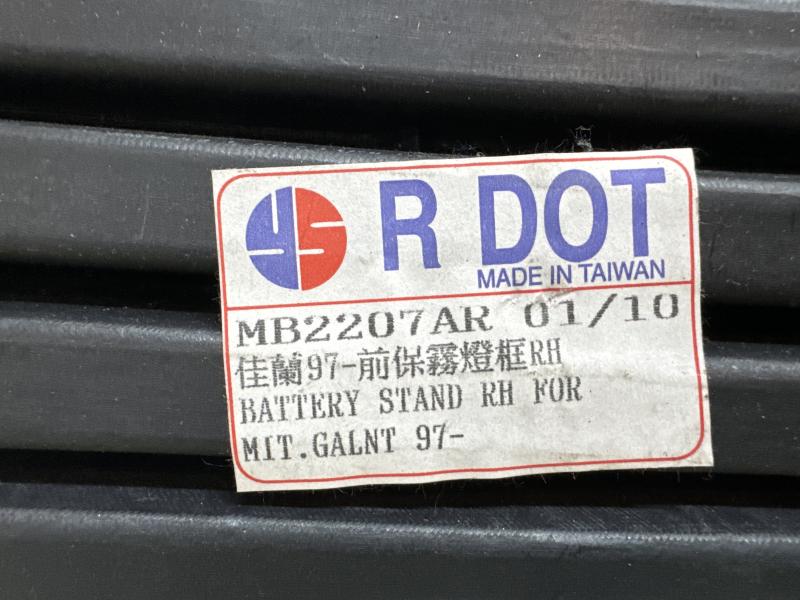 YS R DOT
MADE IN TAIWAN
MB2207AR 01/10
佳蘭97-前保霧燈框RH
BATTERY STAND RH FOR
MIT.GALNT 97-